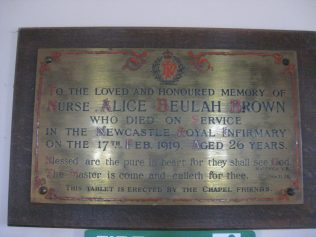 TO THE LOVED AND HONOURED MEMORY OF
NURSE ALICE BEULAH BROWN
WHO DIED ON SERVICE
IN THE NEWCASTLE ROYAL INFIRMARY
ON THE 17TH FEB. 1919. AGED 26 YEARS.
Blessed are the pure in heart for they shall see God.
The Master is come and calleth for thee.
THIS TABLET IS ERECTED BY THE CHAPEL FRIENDS.